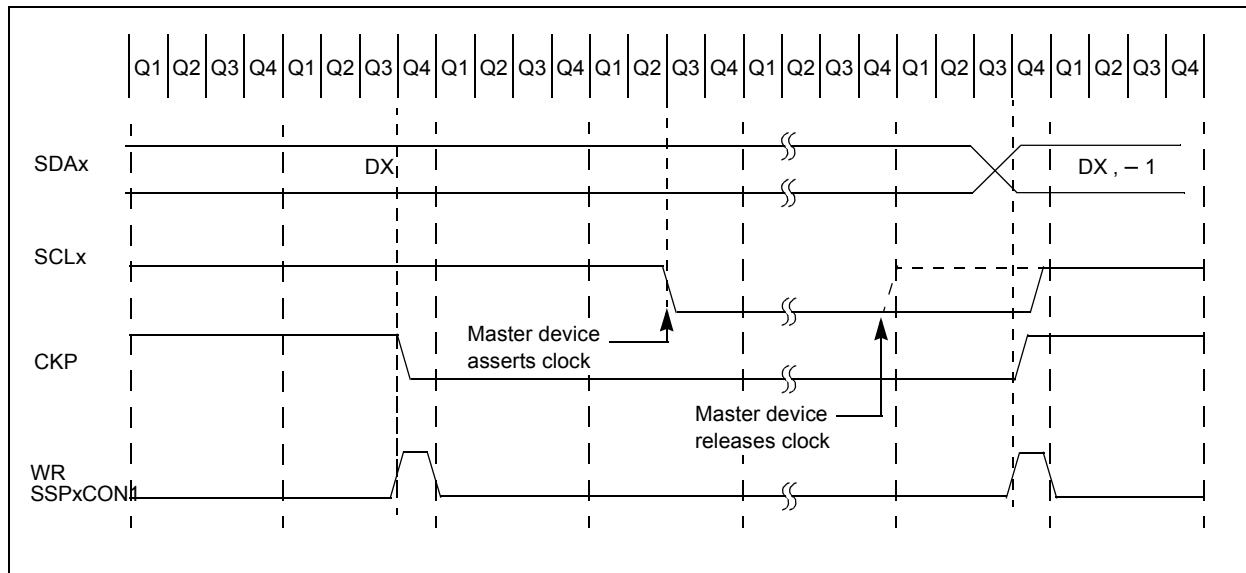 Q1 Q2 Q3 Q4 Q1 Q2 Q3 Q4 Q1 Q2 Q3 Q4 Q1 Q2 Q3 Q4 Q1 Q2 Q3 Q4 Q1 Q2 Q3 Q4 Q1 Q2 Q3 Q4
SDAx
DX
DX , – 1
SCLx
Master device
asserts clock
CKP
Master device
releases clock
WR
SSPxCON1